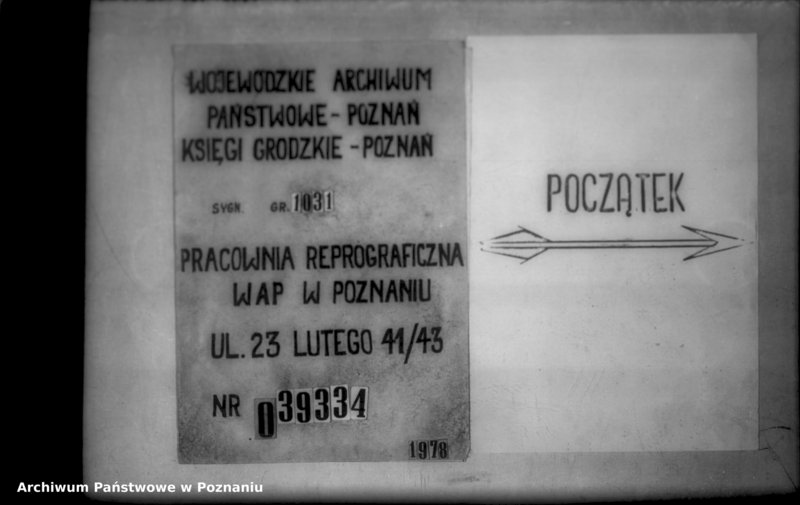 WOJEWÓDZKIE ARCHIWUM
PAŃSTWOWE - POZNAŃ
KSIĘGI GRODZKIE - POZNAŃ
SYGN. GR. 1031
PRACOWNIA REPROGRAFICZNA
WAP W POZNANIU
UL. 23 LUTEGO 41/43
NR 039334
1978
POCZĄTEK
Archiwum Państwowe w Poznaniu